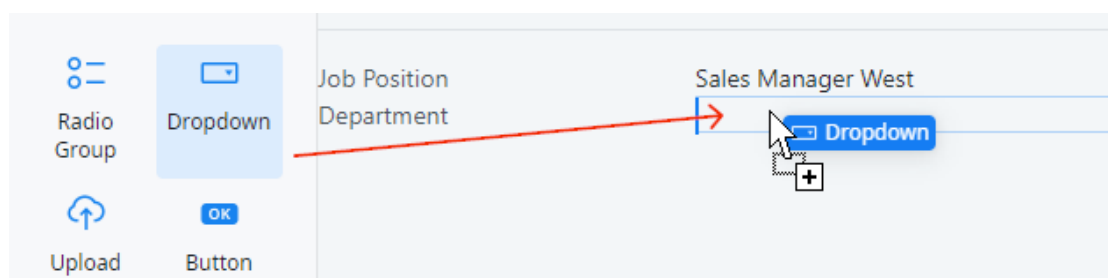 Radio
Group
Dropdown
Upload
OK
Button
Job Position
Sales Manager West
Department
Dropdown